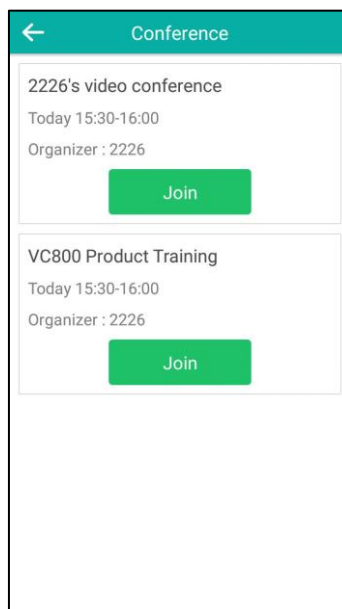 Conference
2226's video conference
Today 15:30-16:00
Organizer : 2226
Join
VC800 Product Training
Today 15:30-16:00
Organizer : 2226
Join